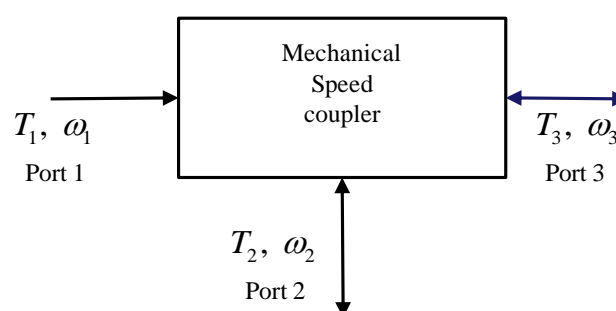 Mechanical
Speed
coupler
T₁, ω₁
Port 1
T₃, ω₃
Port 3
T₂, ω₂
Port 2